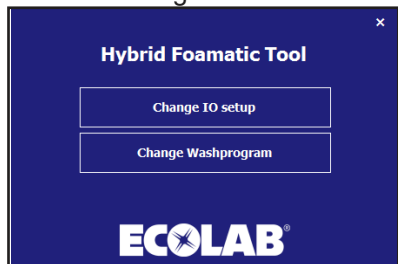 ×
Hybrid Foamatic Tool
Change IO setup
Change Washprogram
ECOLAB®